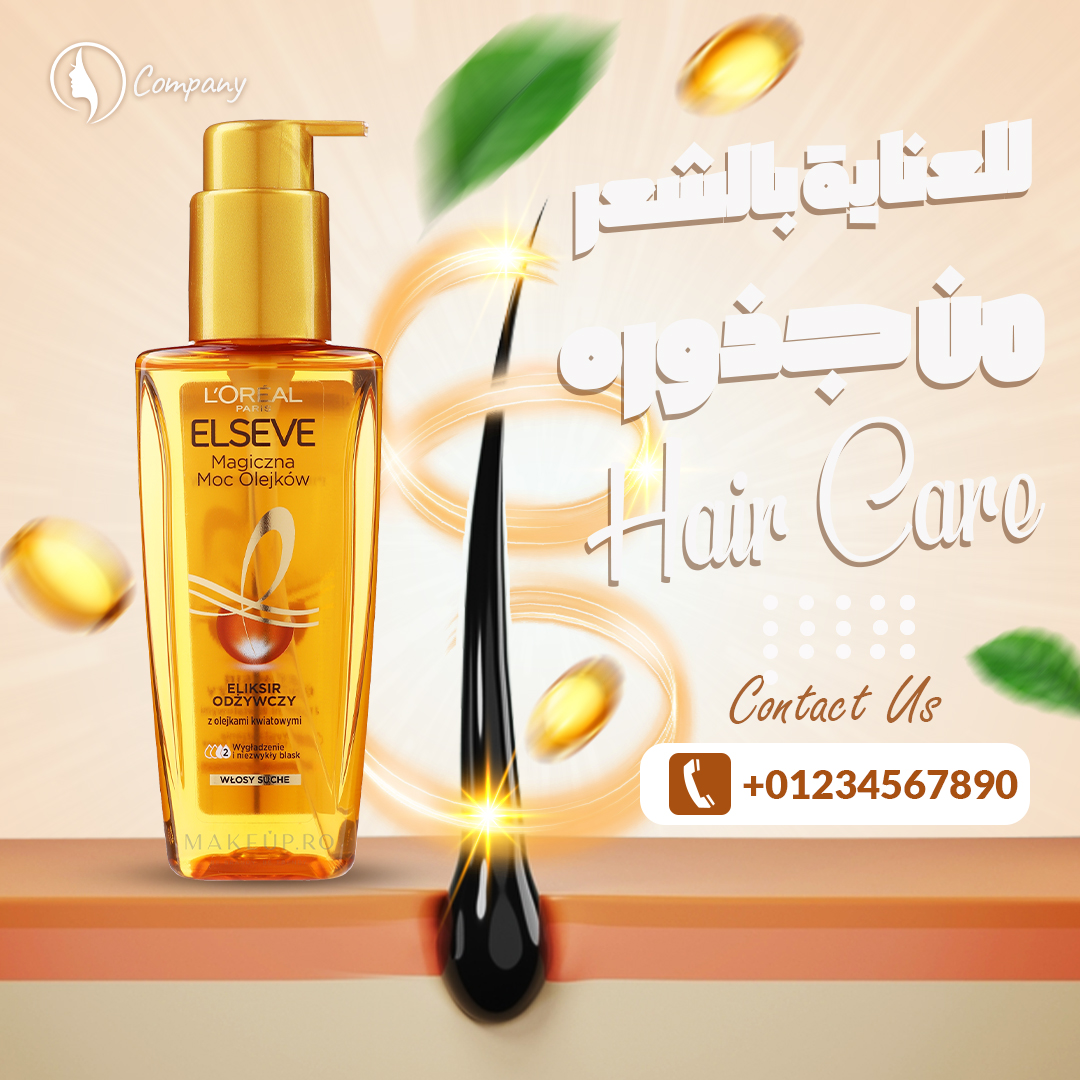 Company
للعناية بالشعر
من جذوره
Hair Care
Contact Us
+01234567890
L'ORÉAL
PARIS
ELSEVE
Magiczna
Moc Olejków
ELIKSIR
ODŻYWCZY
z olejkami kwiatowymi
2 Wygładzenie
i niezwykły blask
WŁOSY SUCHE
MAKEUP.RO